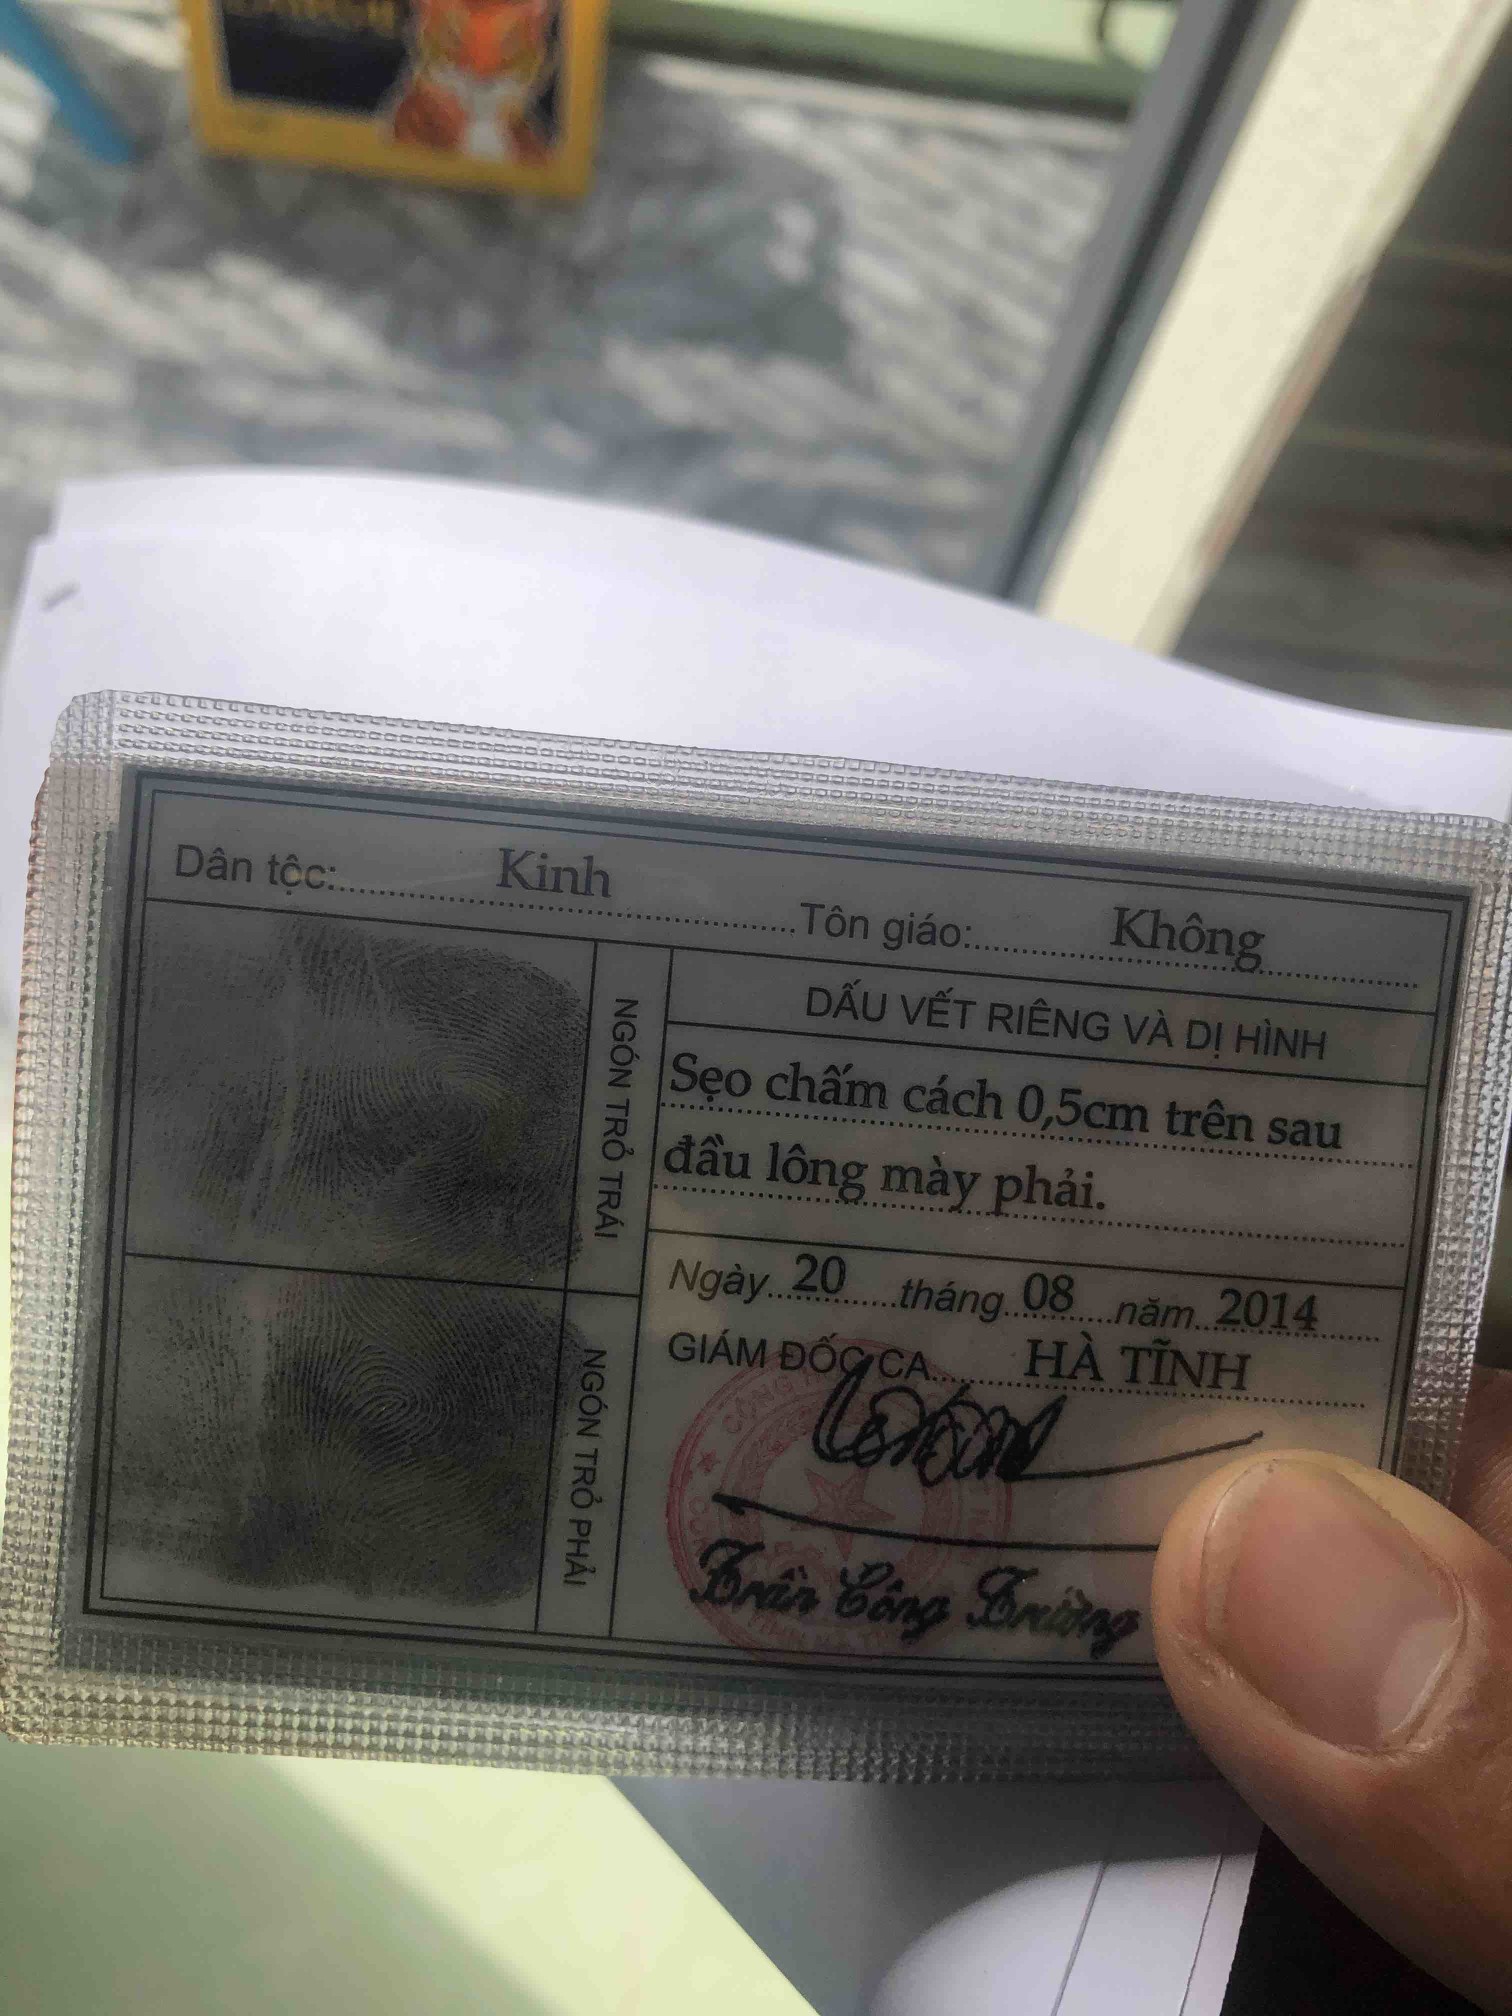 Dân tộc: Kinh Tôn giáo: Không
NGÓN TRỎ TRÁI
NGÓN TRỎ PHẢI
DẤU VẾT RIÊNG VÀ DỊ HÌNH
Sẹo chấm cách 0,5cm trên sau
đầu lông mày phải.
Ngày 20 tháng 08 năm 2014
GIÁM ĐỐC CA HÀ TĨNH
Trần Công Trường